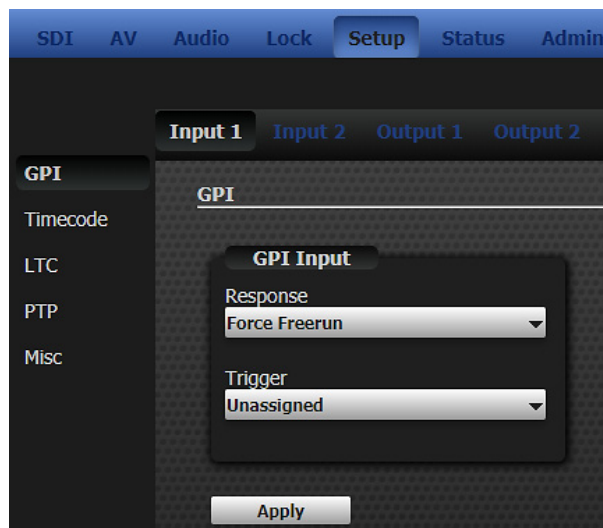 SDI AV Audio Lock Setup Status Admin
Input 1 Input 2 Output 1 Output 2
GPI
Timecode
LTC
PTP
Misc
GPI
GPI Input
Response
Force Freerun
Trigger
Unassigned
Apply